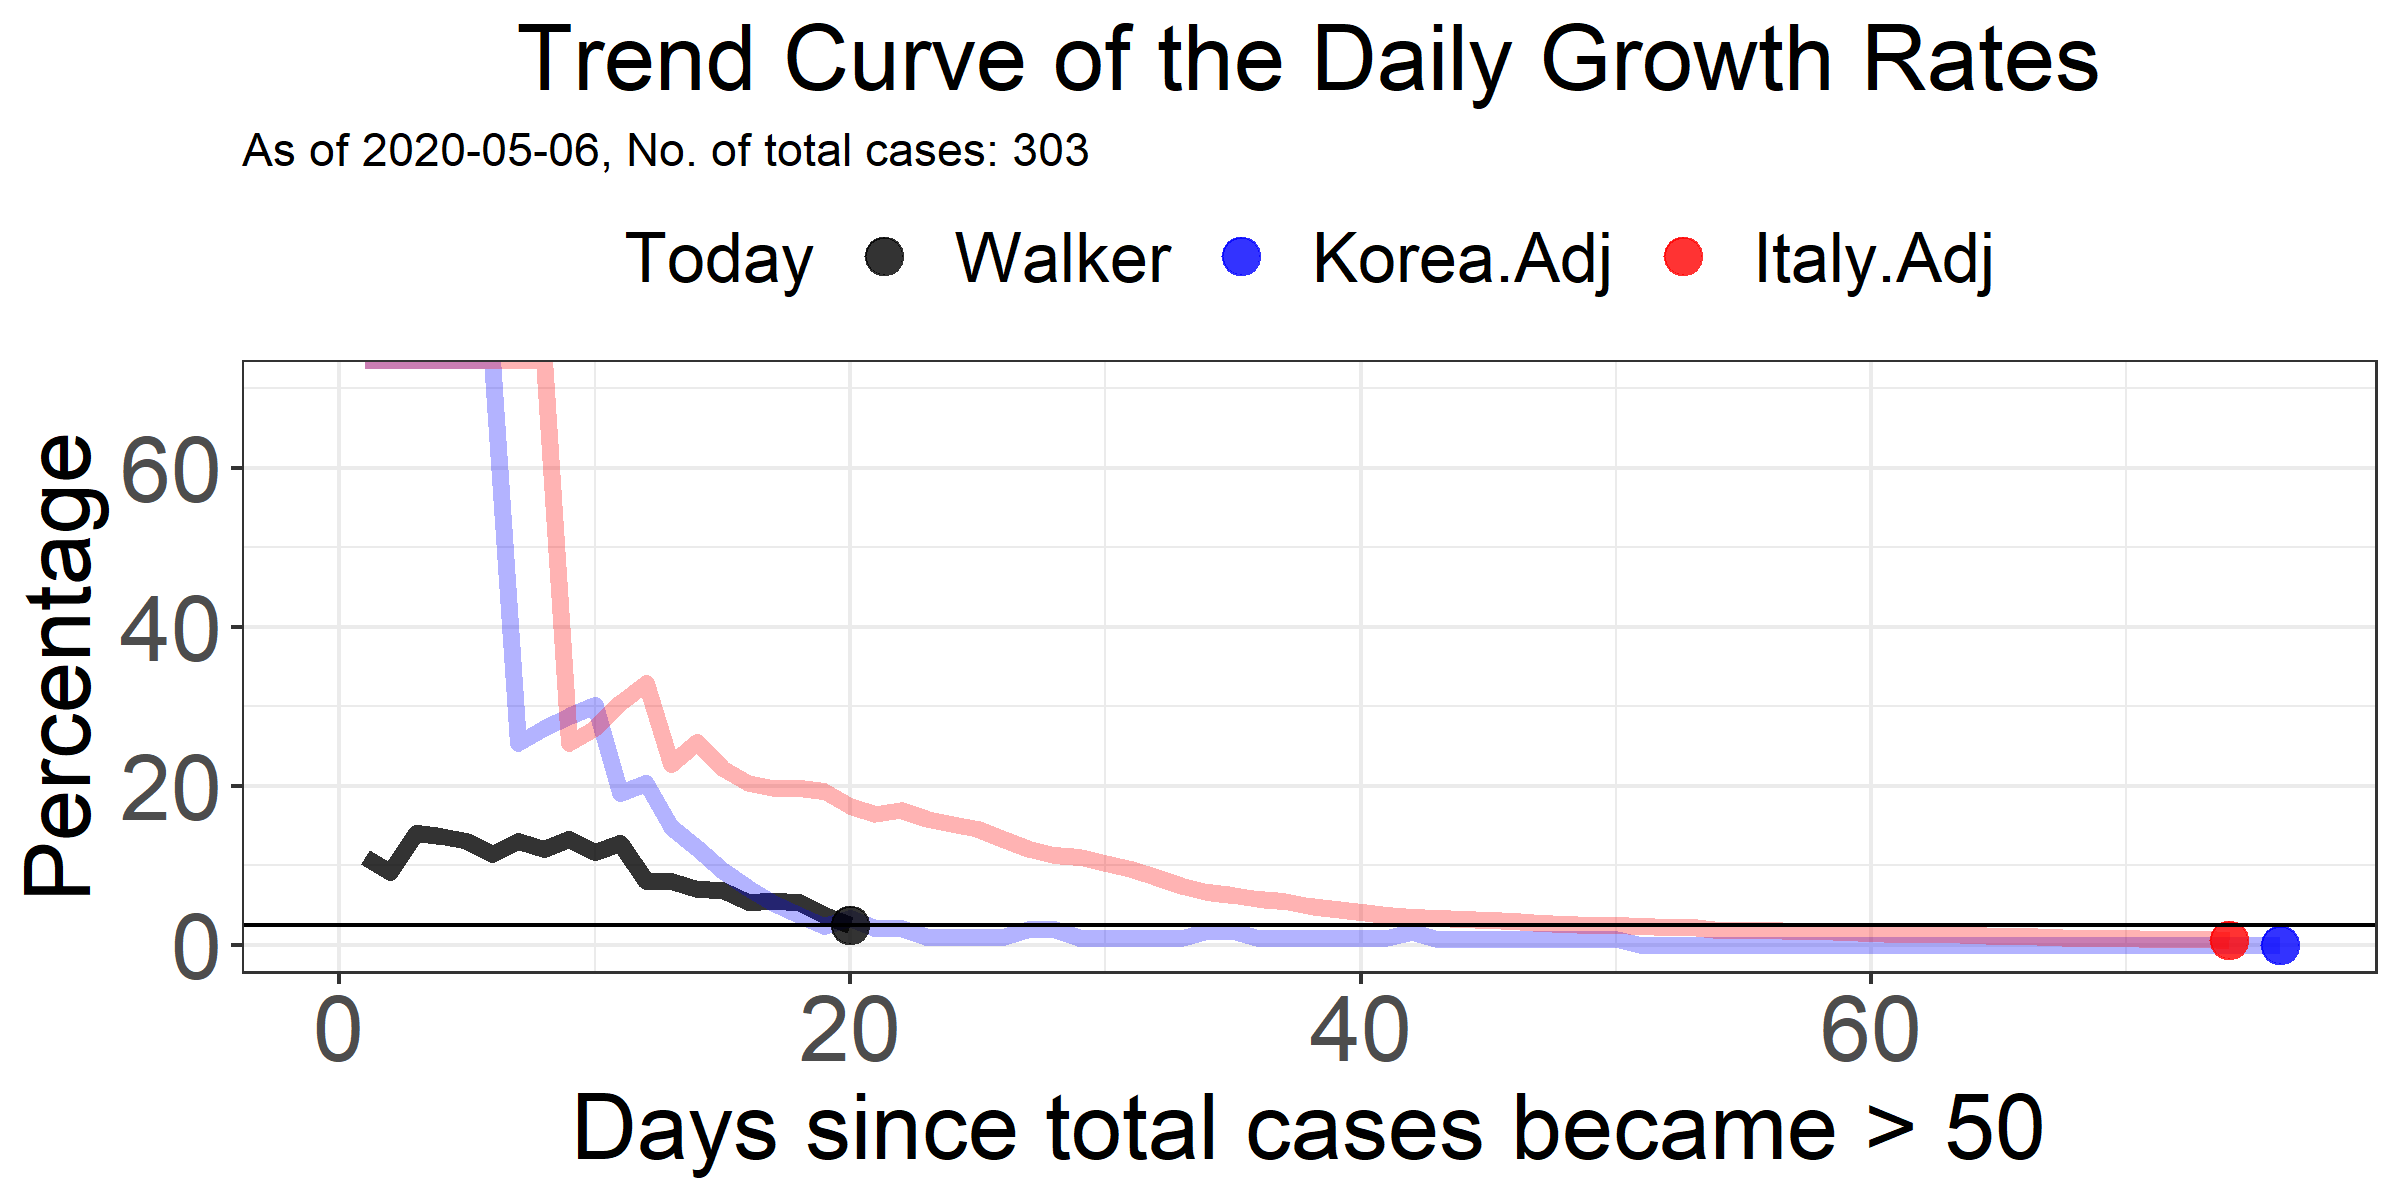 Trend Curve of the Daily Growth Rates
As of 2020-05-06, No. of total cases: 303
Today Walker Korea.Adj Italy.Adj
Percentage
60
40
20
0
0 20 40 60
Days since total cases became > 50